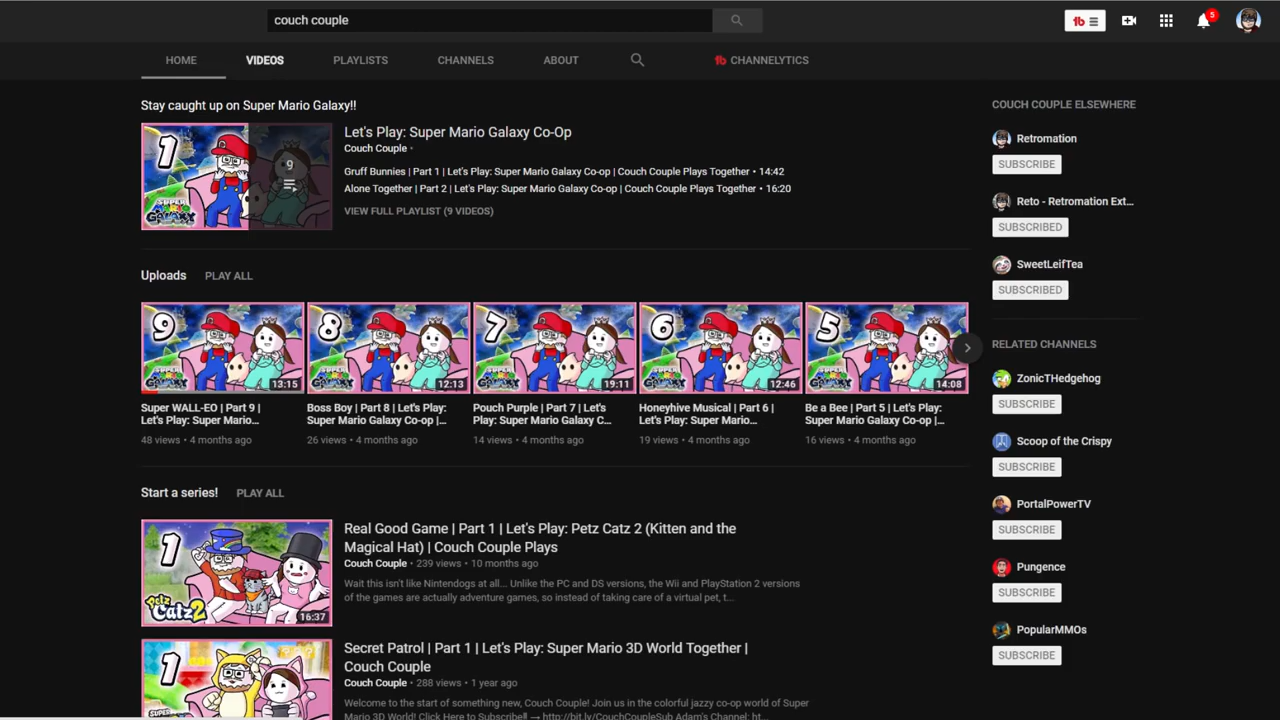 couch couple
5
HOME VIDEOS PLAYLISTS CHANNELS ABOUT CHANNELYTICS
Stay caught up on Super Mario Galaxy!!
1
9
SUPER MARIO GALAXY
Let's Play: Super Mario Galaxy Co-Op
Couch Couple
Griff Bunnies | Part 1 | Let's Play: Super Mario Galaxy Co-op | Couch Couple Plays Together • 14:42
Alone Together | Part 2 | Let's Play: Super Mario Galaxy Co-op | Couch Couple Plays Together • 16:20
VIEW FULL PLAYLIST (9 VIDEOS)
Uploads PLAY ALL
9 13:15
8 12:13
7 19:11
6 12:46
5 14:08
Super WALL-EO | Part 9 |
Let's Play: Super Mario...
48 views • 4 months ago
Boss Boy | Part 8 | Let's Play:
Super Mario Galaxy Co-op |...
26 views • 4 months ago
Pouch Purple | Part 7 | Let's
Play: Super Mario Galaxy C...
14 views • 4 months ago
Honeyhive Musical | Part 6 |
Let's Play: Super Mario...
19 views • 4 months ago
Be a Bee | Part 5 | Let's Play:
Super Mario Galaxy Co-op |...
16 views • 4 months ago
Start a series! PLAY ALL
1
Petz Catz 2
16:37
Real Good Game | Part 1 | Let's Play: Petz Catz 2 (Kitten and the
Magical Hat) | Couch Couple Plays
Couch Couple • 239 views • 10 months ago
Wait this isn't like Nintendogs at all... Unlike the PC and DS versions, the Wii and PlayStation 2 versions
of the games are actually adventure games, so instead of taking care of a virtual pet, t...
1
SUPER
Secret Patrol | Part 1 | Let's Play: Super Mario 3D World Together |
Couch Couple
Couch Couple • 288 views • 1 year ago
Welcome to the start of something new, Couch Couple! Join us in the colorful jazzy co-op world of Super
Mario 3D World! Click Here to Subscribe!! → http://bit.ly/CouchCoupleSub Adam's Channel: ht...
COUCH COUPLE ELSEWHERE
Retromation
SUBSCRIBE
Reto - Retromation Ext...
SUBSCRIBED
SweetLeifTea
SUBSCRIBED
RELATED CHANNELS
ZonicTHedgehog
SUBSCRIBE
Scoop of the Crispy
SUBSCRIBE
PortalPowerTV
SUBSCRIBE
Pungence
SUBSCRIBE
PopularMMOs
SUBSCRIBE